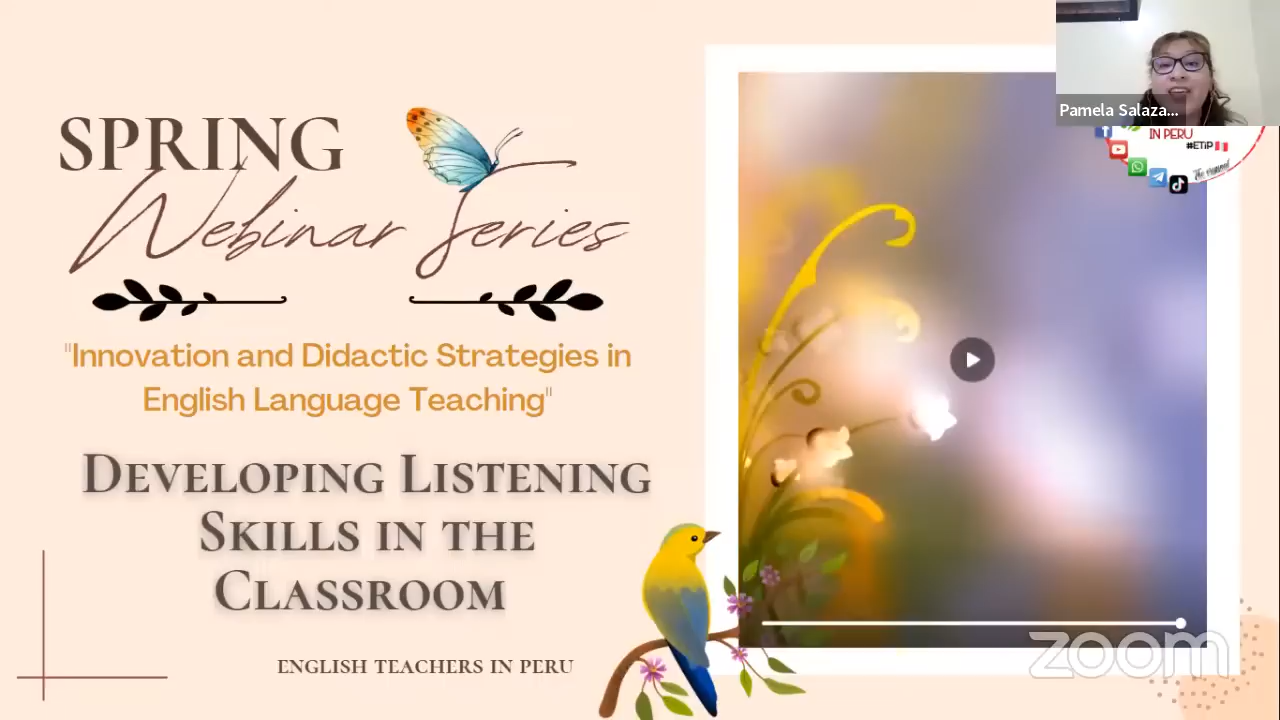 SPRING
Webinar Series
"Innovation and Didactic Strategies in
English Language Teaching"
Developing Listening
Skills in the
Classroom
ENGLISH TEACHERS IN PERU
Pamela Salaza...
IN PERU
#ETiP
The
zoom